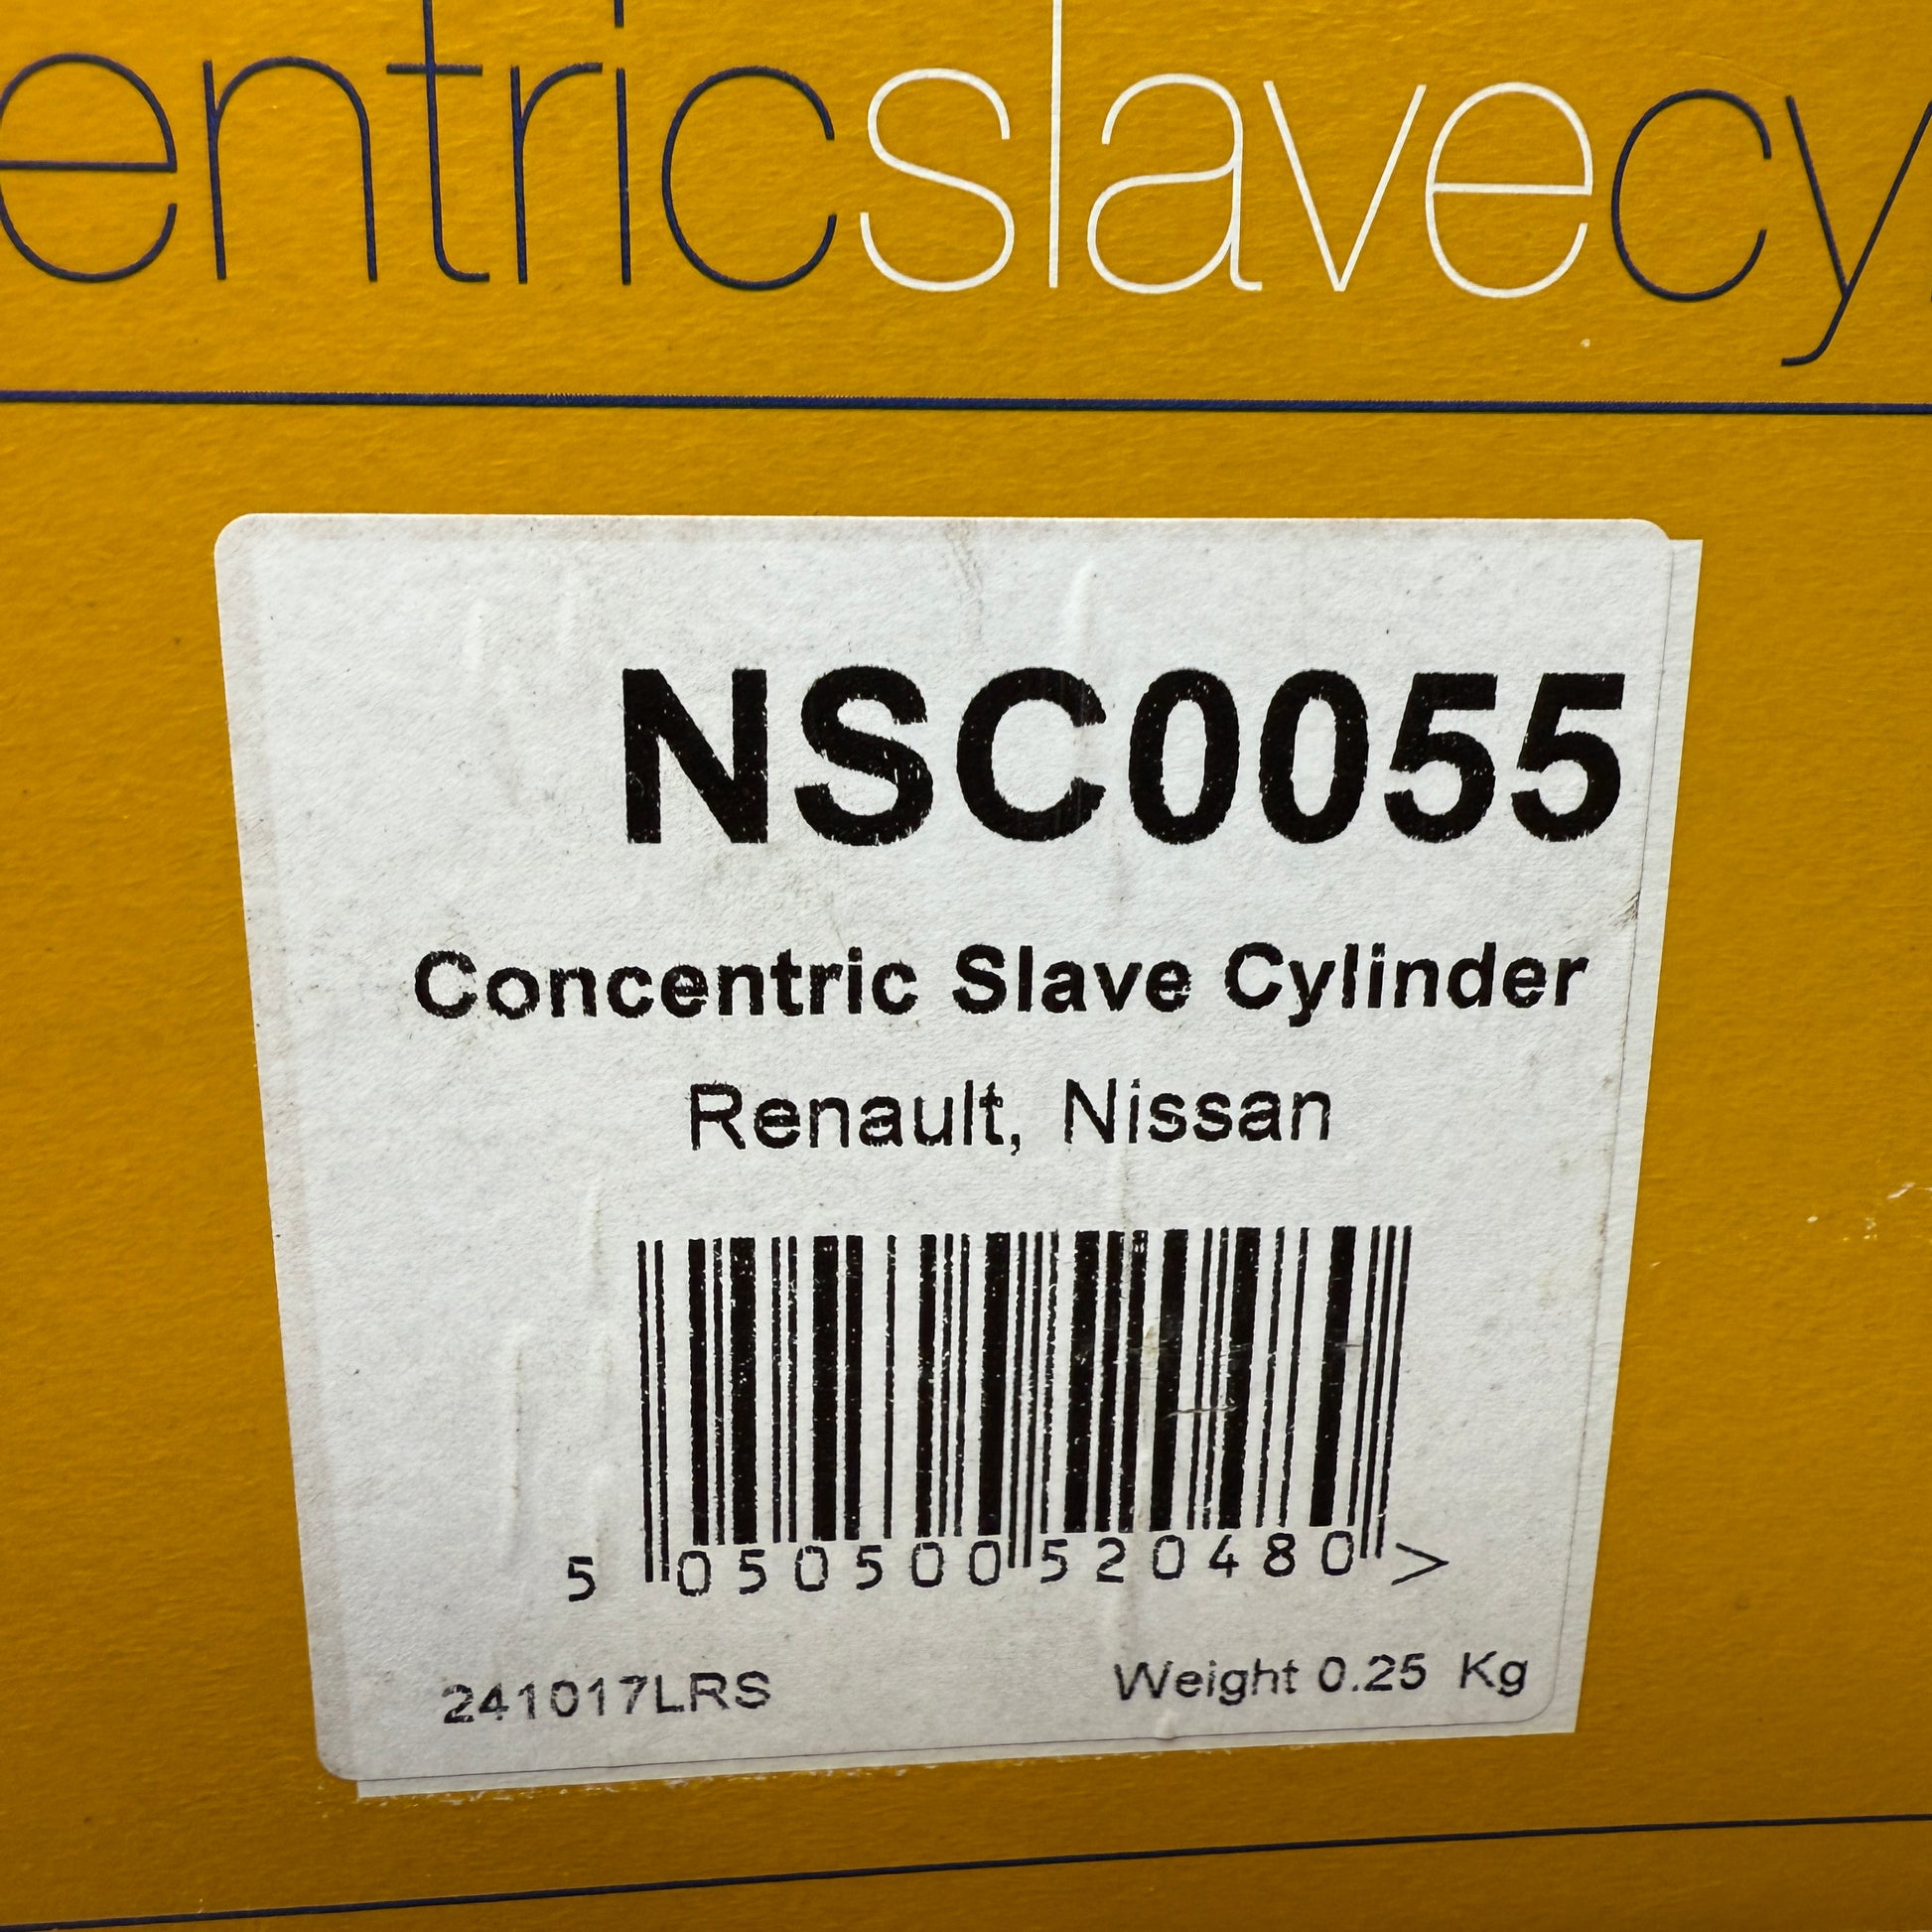 entricslavecy
NSC0055
Concentric Slave Cylinder
Renault, Nissan
5 050500 520480 >
241017LRS Weight 0.25 Kg